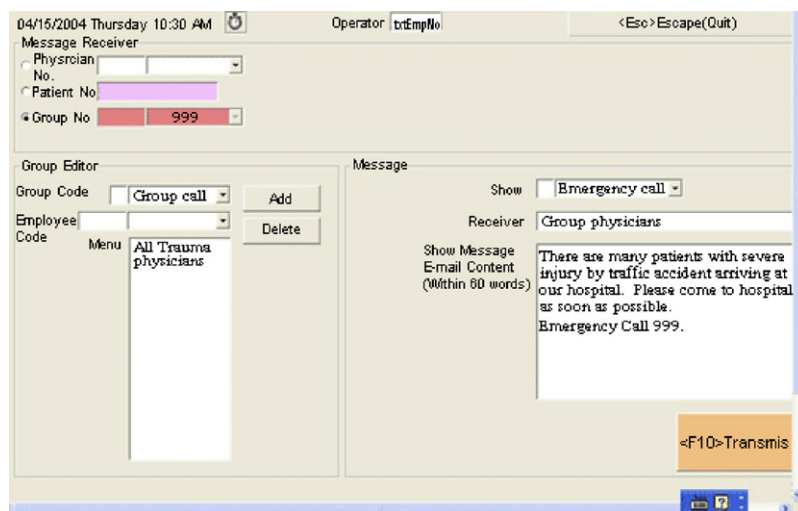 04/15/2004 Thursday 10:30 AM Operator txtEmpNo <Esc>Escape(Quit)
Message Receiver
Physrcian No.
Patient No
Group No 999
Group Editor
Group Code Group call Add
Employee Code Delete
Menu All Trauma
physicians
Message
Show Emergency call
Receiver Group physicians
Show Message
E-mail Content
(Within 60 words)
There are many patients with severe
injury by traffic accident arriving at
our hospital. Please come to hospital
as soon as possible.
Emergency Call 999.
<F10>Transmis